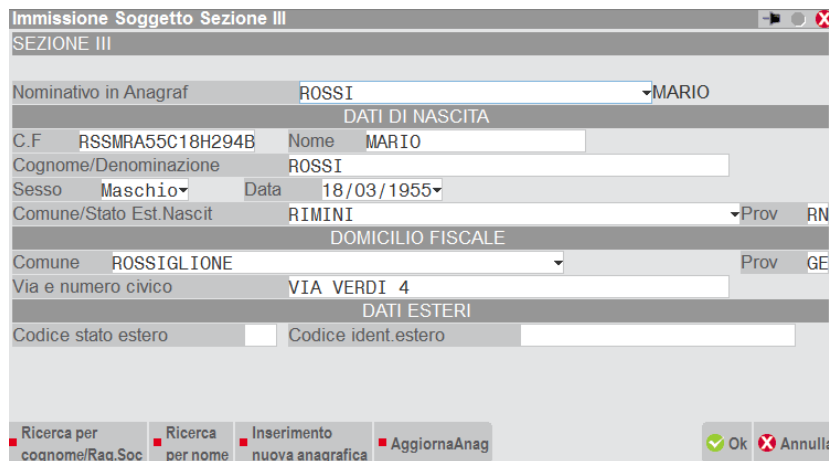 Immissione Soggetto Sezione III
SEZIONE III
Nominativo in Anagraf ROSSI MARIO
DATI DI NASCITA
C.F RSSMRA55C18H294B Nome MARIO
Cognome/Denominazione ROSSI
Sesso Maschio Data 18/03/1955
Comune/Stato Est.Nascit RIMINI Prov RN
DOMICILIO FISCALE
Comune ROSSIGLIONE Prov GE
Via e numero civico VIA VERDI 4
DATI ESTERI
Codice stato estero Codice ident.estero
Ricerca per cognome/Rag.Soc
Ricerca per nome
Inserimento nuova anagrafica
AggiornaAnag
Ok Annulla